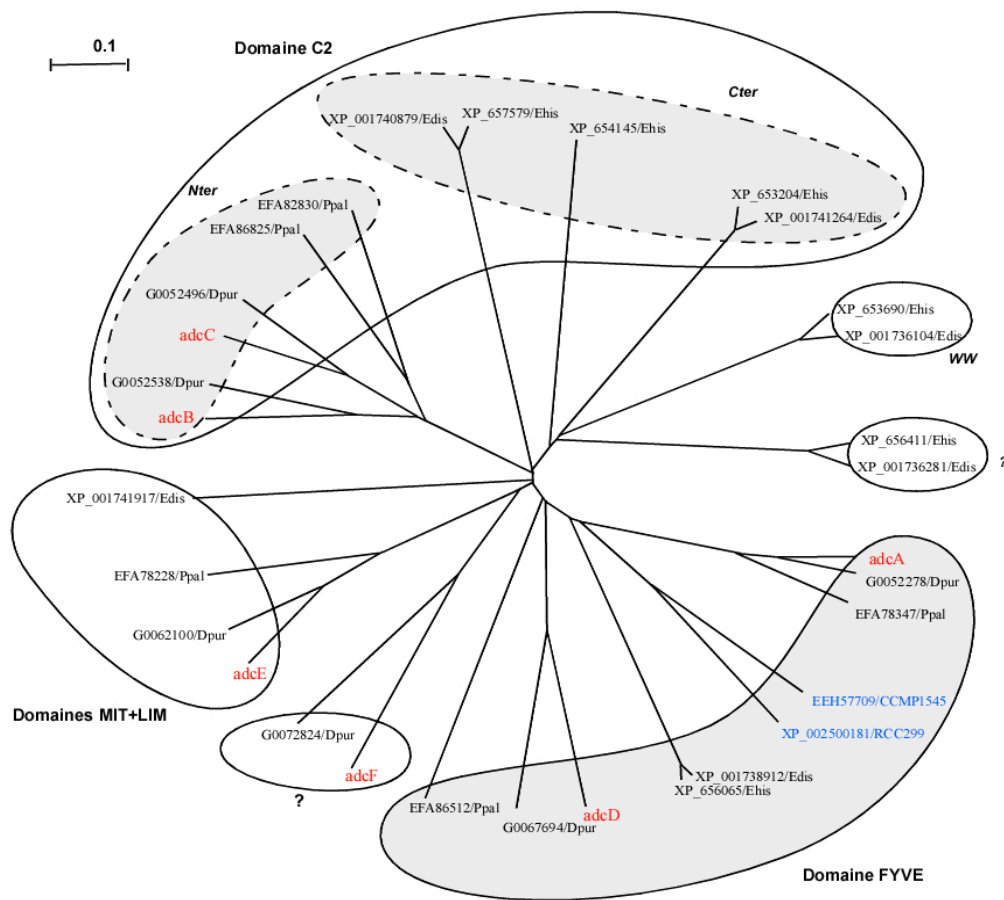 0.1
Domaine C2
Cter
XP_001740879/Edis
XP_657579/Ehis
XP_654145/Ehis
Nter
EFA82830/Ppal
EFA86825/Ppal
XP_653204/Ehis
XP_001741264/Edis
G0052496/Dpur
adcC
G0052538/Dpur
adcB
XP_653690/Ehis
XP_001736104/Edis
WW
XP_656411/Ehis
XP_001736281/Edis
?
XP_001741917/Edis
EFA78228/Ppal
G0062100/Dpur
adcE
Domaines MIT+LIM
adcA
G0052278/Dpur
EFA78347/Ppal
EEH57709/CCMP1545
XP_002500181/RCC299
G0072824/Dpur
adcF
?
XP_001738912/Edis
XP_656065/Ehis
EFA86512/Ppal
adcD
G0067694/Dpur
Domaine FYVE